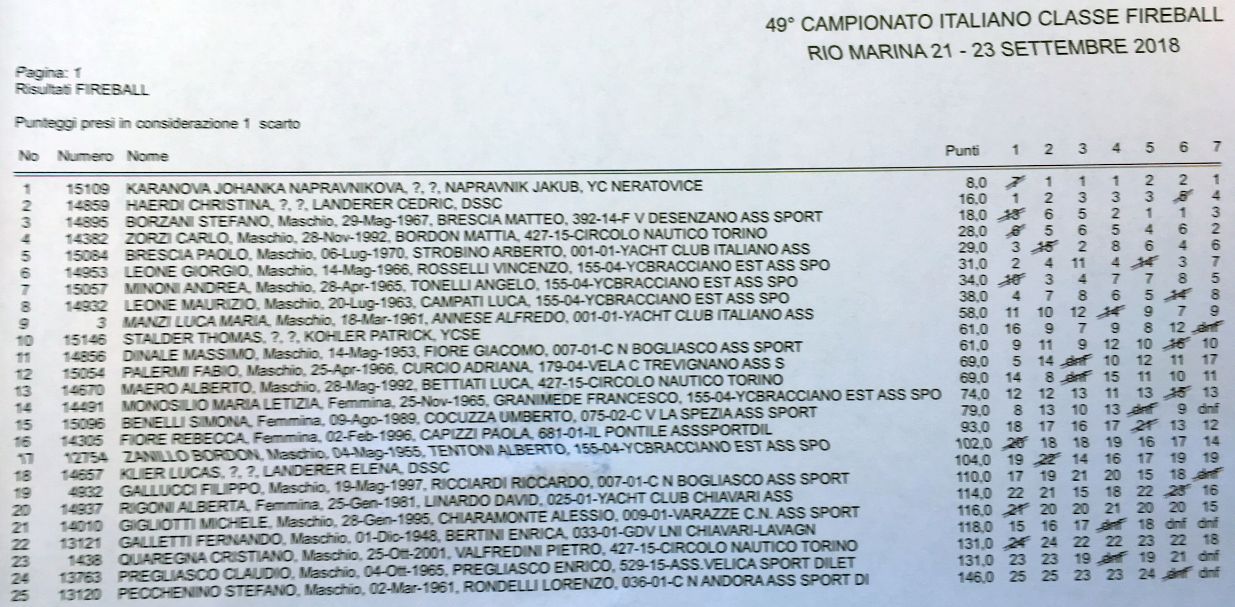 49° CAMPIONATO ITALIANO CLASSE FIREBALL
RIO MARINA 21 - 23 SETTEMBRE 2018
Pagina: 1
Risultati FIREBALL
Punteggi presi in considerazione 1 scarto
No Numero Nome Punti 1 2 3 4 5 6 7
1 15109 KARANOVA JOHANKA NAPRAVNIKOVA, ?, ?, NAPRAVNIK JAKUB, YC NERATOVICE 8,0 7 1 1 1 2 2 1
2 14859 HAERDI CHRISTINA, ?, ?, LANDERER CEDRIC, DSSC 16,0 1 2 3 3 3 5 4
3 14895 BORZANI STEFANO, Maschio, 29-Mag-1967, BRESCIA MATTEO, 392-14-F V DESENZANO ASS SPORT 18,0 13 6 5 2 1 1 3
4 14382 ZORZI CARLO, Maschio, 28-Nov-1992, BORDON MATTIA, 427-15-CIRCOLO NAUTICO TORINO 28,0 6 5 6 5 4 6 2
5 15084 BRESCIA PAOLO, Maschio, 06-Lug-1970, STROBINO ARBERTO, 001-01-YACHT CLUB ITALIANO ASS 29,0 3 15 2 8 6 4 6
6 14953 LEONE GIORGIO, Maschio, 14-Mag-1966, ROSSELLI VINCENZO, 155-04-YCBRACCIANO EST ASS SPO 31,0 2 4 11 4 14 3 7
7 15057 MINONI ANDREA, Maschio, 28-Apr-1965, TONELLI ANGELO, 155-04-YCBRACCIANO EST ASS SPO 34,0 10 3 4 7 7 8 5
8 14932 LEONE MAURIZIO, Maschio, 20-Lug-1963, CAMPATI LUCA, 155-04-YCBRACCIANO EST ASS SPO 38,0 4 7 8 6 5 14 8
9 3 MANZI LUCA MARIA, Maschio, 18-Mar-1961, ANNESE ALFREDO, 001-01-YACHT CLUB ITALIANO ASS 58,0 11 10 12 14 9 7 9
10 15146 STALDER THOMAS, ?, ?, KOHLER PATRICK, YCSE 61,0 16 9 7 9 8 12 dnf
11 14856 DINALE MASSIMO, Maschio, 14-Mag-1953, FIORE GIACOMO, 007-01-C N BOGLIASCO ASS SPORT 61,0 9 11 9 12 10 16 10
12 15054 PALERMI FABIO, Maschio, 25-Apr-1966, CURCIO ADRIANA, 179-04-VELA C TREVIGNANO ASS S 69,0 5 14 dnf 10 12 11 17
13 14670 MAERO ALBERTO, Maschio, 28-Mag-1992, BETTIATI LUCA, 427-15-CIRCOLO NAUTICO TORINO 69,0 14 8 dnf 15 11 10 11
14 14491 MONOSILIO MARIA LETIZIA, Femmina, 25-Nov-1965, GRANIMEDE FRANCESCO, 155-04-YCBRACCIANO EST ASS SPO 74,0 12 12 13 11 13 15 13
15 15096 BENELLI SIMONA, Femmina, 09-Ago-1989, COCUZZA UMBERTO, 075-02-C V LA SPEZIA ASS SPORT 79,0 8 13 10 13 dnf 9 dnf
16 14305 FIORE REBECCA, Femmina, 02-Feb-1996, CAPIZZI PAOLA, 681-01-IL PONTILE ASSSPORTDIL 93,0 18 17 16 17 21 13 12
17 12754 ZANILLO BORDON, Maschio, 04-Mag-1955, TENTONI ALBERTO, 155-04-YCBRACCIANO EST ASS SPO 102,0 20 18 18 19 16 17 14
18 14657 KLIER LUCAS, ?, ?, LANDERER ELENA, DSSC 104,0 19 22 14 16 17 19 19
19 4932 GALLUCCI FILIPPO, Maschio, 19-Mag-1997, RICCIARDI RICCARDO, 007-01-C N BOGLIASCO ASS SPORT 110,0 17 19 21 20 15 18 dnf
20 14937 RIGONI ALBERTA, Femmina, 25-Gen-1981, LINARDO DAVID, 025-01-YACHT CLUB CHIAVARI ASS 114,0 22 21 15 18 22 23 16
21 14010 GIGLIOTTI MICHELE, Maschio, 28-Gen-1995, CHIARAMONTE ALESSIO, 009-01-VARAZZE C.N. ASS SPORT 116,0 21 20 20 21 20 20 15
22 13121 GALLETTI FERNANDO, Maschio, 01-Dic-1948, BERTINI ENRICA, 033-01-GDV LNI CHIAVARI-LAVAGN 118,0 15 16 17 dnf 18 dnf dnf
23 1438 QUAREGNA CRISTIANO, Maschio, 25-Ott-2001, VALFREDINI PIETRO, 427-15-CIRCOLO NAUTICO TORINO 131,0 24 24 22 22 23 22 18
24 13763 PREGLIASCO CLAUDIO, Maschio, 04-Ott-1965, PREGLIASCO ENRICO, 529-15-ASS.VELICA SPORT DILET 131,0 23 23 19 dnf 19 21 dnf
25 13120 PECCHENINO STEFANO, Maschio, 02-Mar-1961, RONDELLI LORENZO, 036-01-C N ANDORA ASS SPORT DI 146,0 25 25 23 23 24 dnf dnf